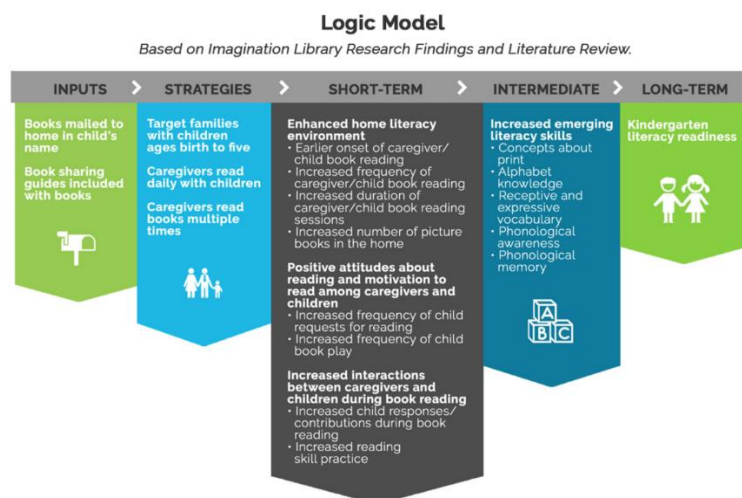 Logic Model
Based on Imagination Library Research Findings and Literature Review.
INPUTS
STRATEGIES
SHORT-TERM
INTERMEDIATE
LONG-TERM
Books mailed to
home in child's
name
Book sharing
guides included
with books
Target families
with children
ages birth to five
Caregivers read
daily with children
Caregivers read
books multiple
times
Enhanced home literacy
environment
• Earlier onset of caregiver/
child book reading
• Increased frequency of
caregiver/child book reading
• Increased duration of
caregiver/child book reading
sessions
• Increased number of picture
books in the home
Positive attitudes about
reading and motivation to
read among caregivers and
children
• Increased frequency of child
requests for reading
• Increased frequency of child
book play
Increased interactions
between caregivers and
children during book reading
• Increased child responses/
contributions during book
reading
• Increased reading
skill practice
Increased emerging
literacy skills
• Concepts about
print
• Alphabet
knowledge
• Receptive and
expressive
vocabulary
• Phonological
awareness
• Phonological
memory
A
B C
Kindergarten
literacy readiness